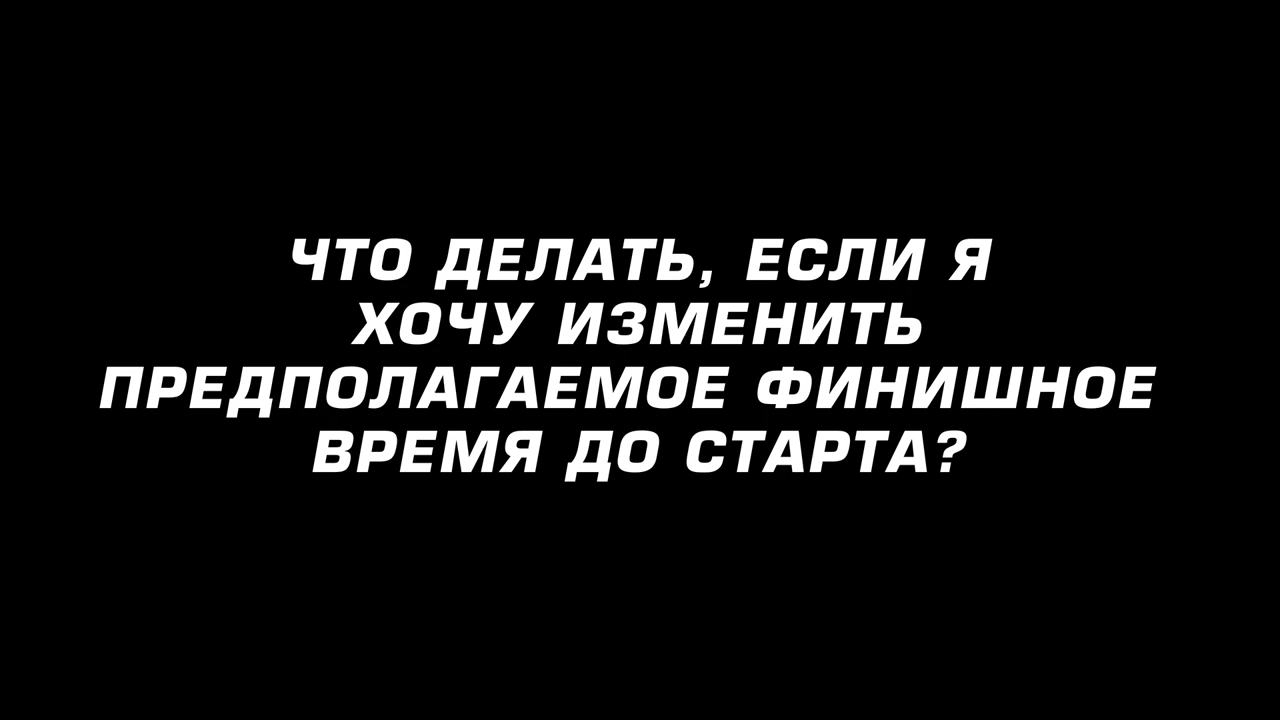 ЧТО ДЕЛАТЬ, ЕСЛИ Я
ХОЧУ ИЗМЕНИТЬ
ПРЕДПОЛАГАЕМОЕ ФИНИШНОЕ
ВРЕМЯ ДО СТАРТА?